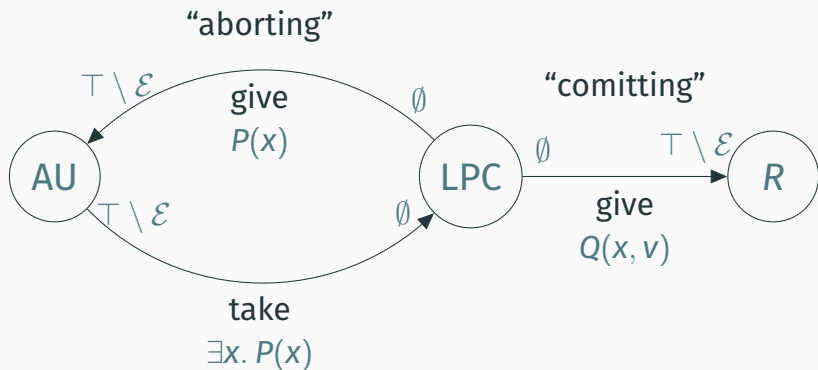 “aborting”
⊤ \ ℰ
give
∅
P(x)
“comitting”
AU
LPC
∅
⊤ \ ℰ
R
give
Q(x, v)
⊤ \ ℰ
∅
take
∃x. P(x)